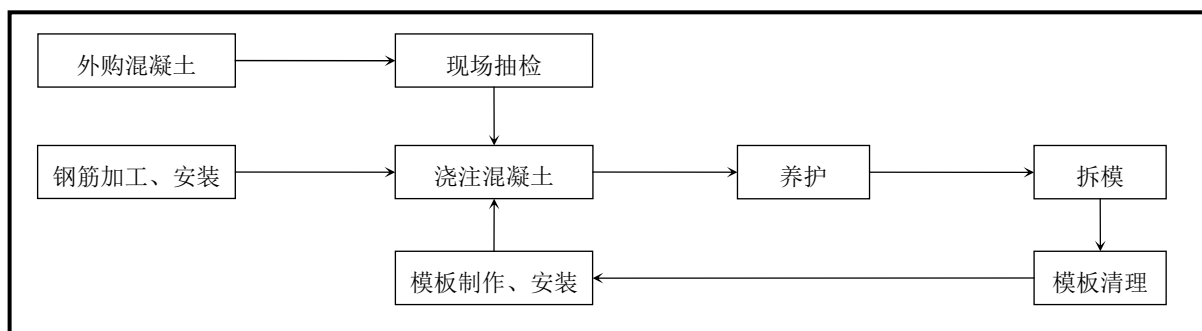 外购混凝土
现场抽检
钢筋加工、安装
浇注混凝土
养护
拆模
模板制作、安装
模板清理